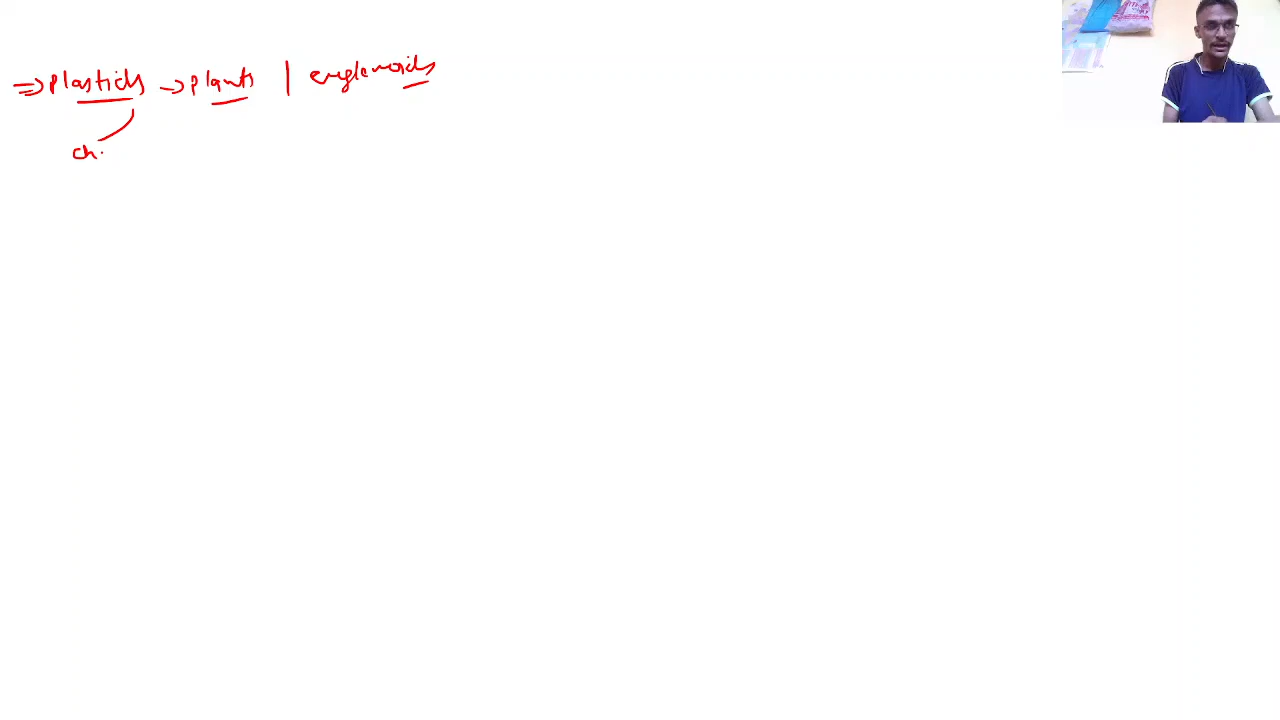 ⇒ Plastids → Plants | euglenoids
ch.